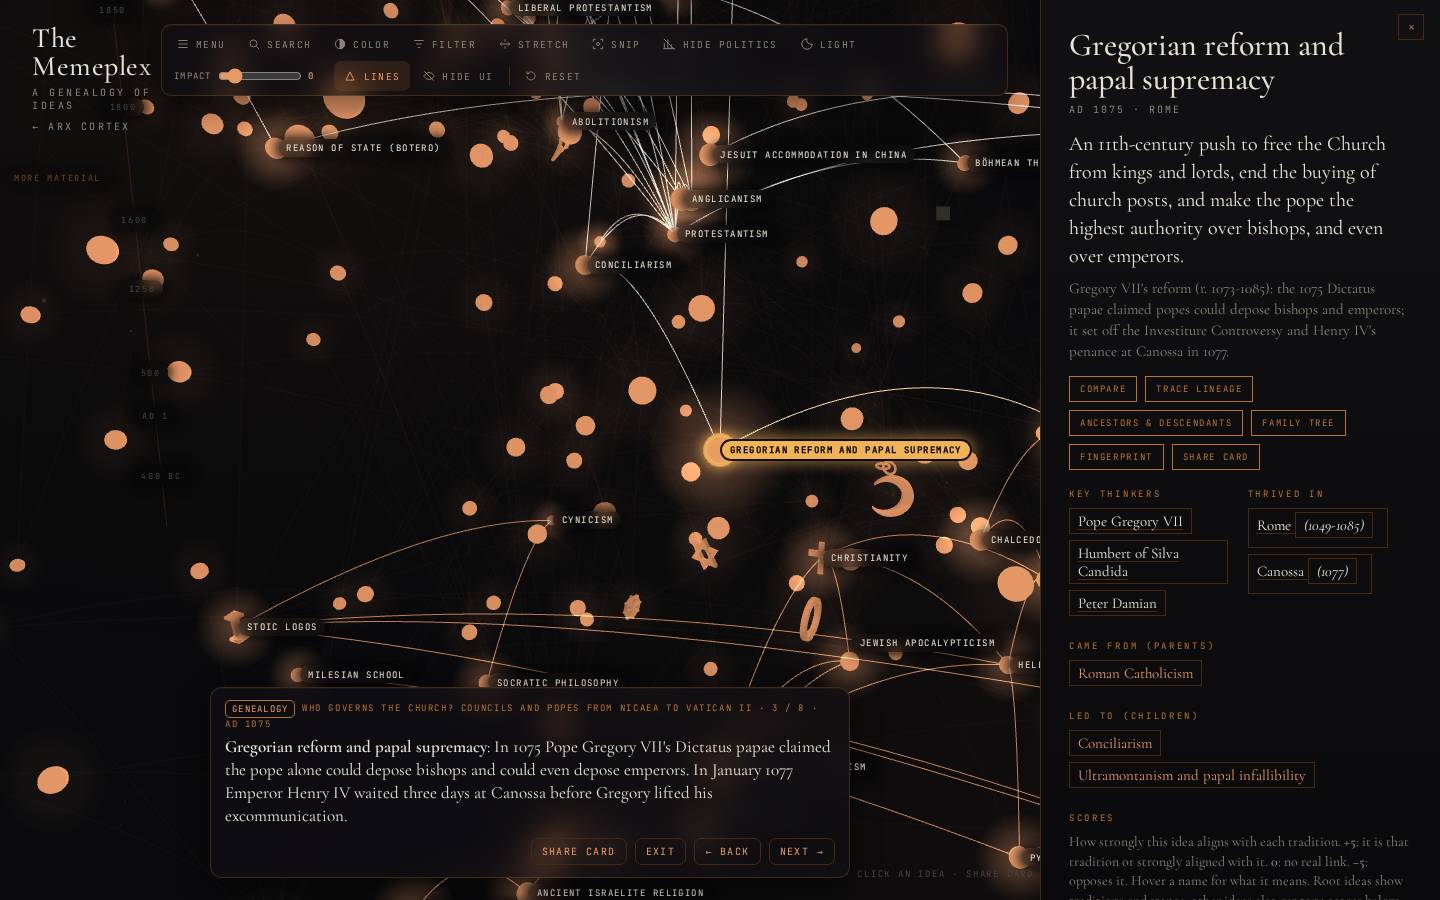 1850
LIBERAL PROTESTANTISM
The
Memeplex
A GENEALOGY OF
IDEAS
1800
← ARX CORTEX
MENU
SEARCH
COLOR
FILTER
STRETCH
SNIP
HIDE POLITICS
LIGHT
IMPACT
0
LINES
HIDE UI
RESET
ABOLITIONISM
REASON OF STATE (BOTERO)
JESUIT ACCOMMODATION IN CHINA
BÖHMEAN TH
MORE MATERIAL
ANGLICANISM
1600
PROTESTANTISM
CONCILIARISM
1250
500
AD 1
GREGORIAN REFORM AND PAPAL SUPREMACY
400 BC
CYNICISM
CHALCEDO
CHRISTIANITY
STOIC LOGOS
JEWISH APOCALYPTICISM
HELL
MILESIAN SCHOOL
SOCRATIC PHILOSOPHY
GENEALOGY WHO GOVERNS THE CHURCH? COUNCILS AND POPES FROM NICAEA TO VATICAN II · 3 / 8 ·
AD 1075
Gregorian reform and papal supremacy: In 1075 Pope Gregory VII's Dictatus papae claimed
the pope alone could depose bishops and could even depose emperors. In January 1077
Emperor Henry IV waited three days at Canossa before Gregory lifted his
excommunication.
SHARE CARD
EXIT
← BACK
NEXT →
ISM
PY
CLICK AN IDEA · SHARE CARD
ANCIENT ISRAELITE RELIGION
×
Gregorian reform and
papal supremacy
AD 1075 · ROME
An 11th-century push to free the Church
from kings and lords, end the buying of
church posts, and make the pope the
highest authority over bishops, and even
over emperors.
Gregory VII's reform (r. 1073-1085): the 1075 Dictatus
papae claimed popes could depose bishops and emperors;
it set off the Investiture Controversy and Henry IV's
penance at Canossa in 1077.
COMPARE
TRACE LINEAGE
ANCESTORS & DESCENDANTS
FAMILY TREE
FINGERPRINT
SHARE CARD
KEY THINKERS
Pope Gregory VII
Humbert of Silva
Candida
Peter Damian
THRIVED IN
Rome (1049-1085)
Canossa (1077)
CAME FROM (PARENTS)
Roman Catholicism
LED TO (CHILDREN)
Conciliarism
Ultramontanism and papal infallibility
SCORES
How strongly this idea aligns with each tradition. +5: it is that
tradition or strongly aligned with it. 0: no real link. −5:
opposes it. Hover a name for what it means. Root ideas show